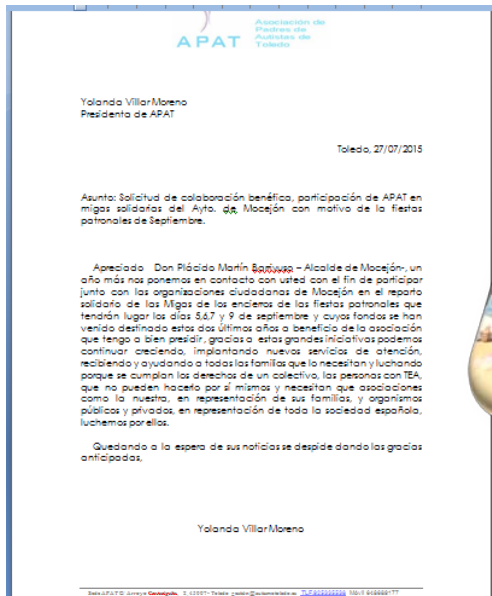 APAT
Asociación de
Padres de
Autistas de
Toledo
Yolanda Villar Moreno
Presidenta de APAT
Toledo, 27/07/2015
Asunto: Solicitud de colaboración benéfica, participación de APAT en
migas solidarias del Ayto. de Mocejón con motivo de la fiestas
patronales de Septiembre.
Apreciado Don Plácido Martín Barivuso – Alcalde de Mocejón-, un
año más nos ponemos en contacto con usted con el fin de participar
junto con las organizaciones ciudadanas de Mocejón en el reparto
solidario de las Migas de los encierros de las fiestas patronales que
tendrán lugar los días 5,6,7 y 9 de septiembre y cuyos fondos se han
venido destinado estos dos últimos años a beneficio de la asociación
que tengo a bien presidir, gracias a estas grandes iniciativas podemos
continuar creciendo, implantando nuevos servicios de atención,
recibiendo y ayudando a todas las familias que lo necesitan y luchando
porque se cumplan los derechos de un colectivo, las personas con TEA,
que no pueden hacerlo por sí mismos y necesitan que asociaciones
como la nuestra, en representación de sus familias, y organismos
públicos y privados, en representación de toda la sociedad española,
luchemos por ellos.
Quedando a la espera de sus noticias se despide dando las gracias
anticipadas,
Yolanda Villar Moreno
Sede APAT C/ Arroyo 2, 45007- Toledo